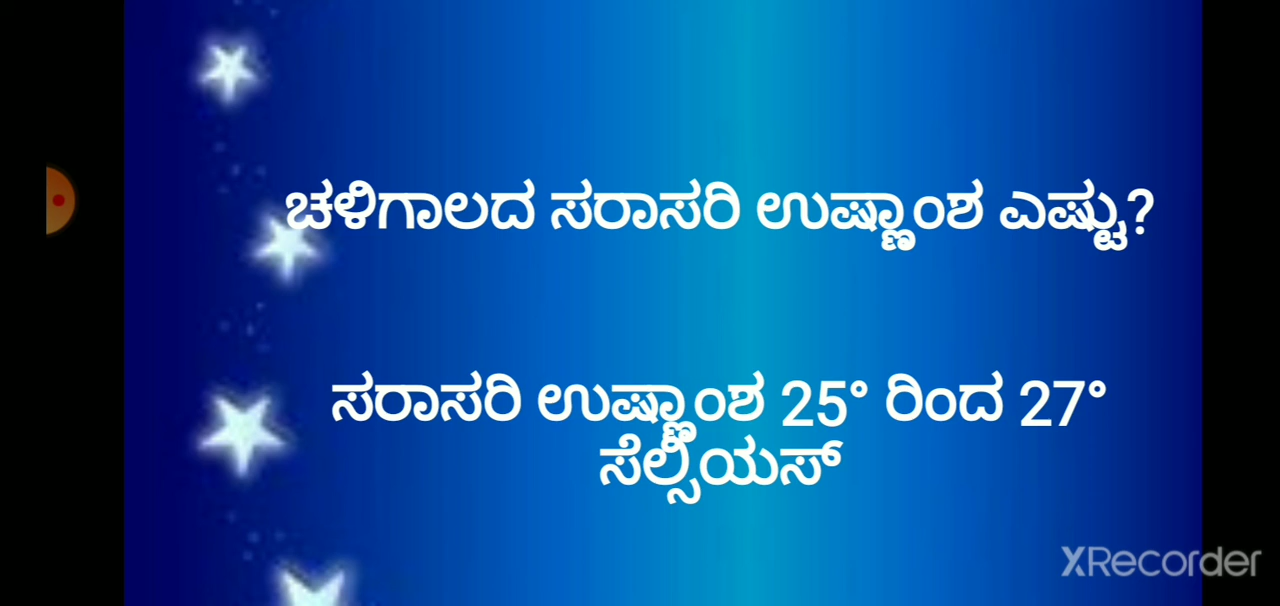 ಚಳಿಗಾಲದ ಸರಾಸರಿ ಉಷ್ಣಾಂಶ ಎಷ್ಟು?
ಸರಾಸರಿ ಉಷ್ಣಾಂಶ 25° ರಿಂದ 27°
ಸೆಲ್ಸಿಯಸ್
XRecorder